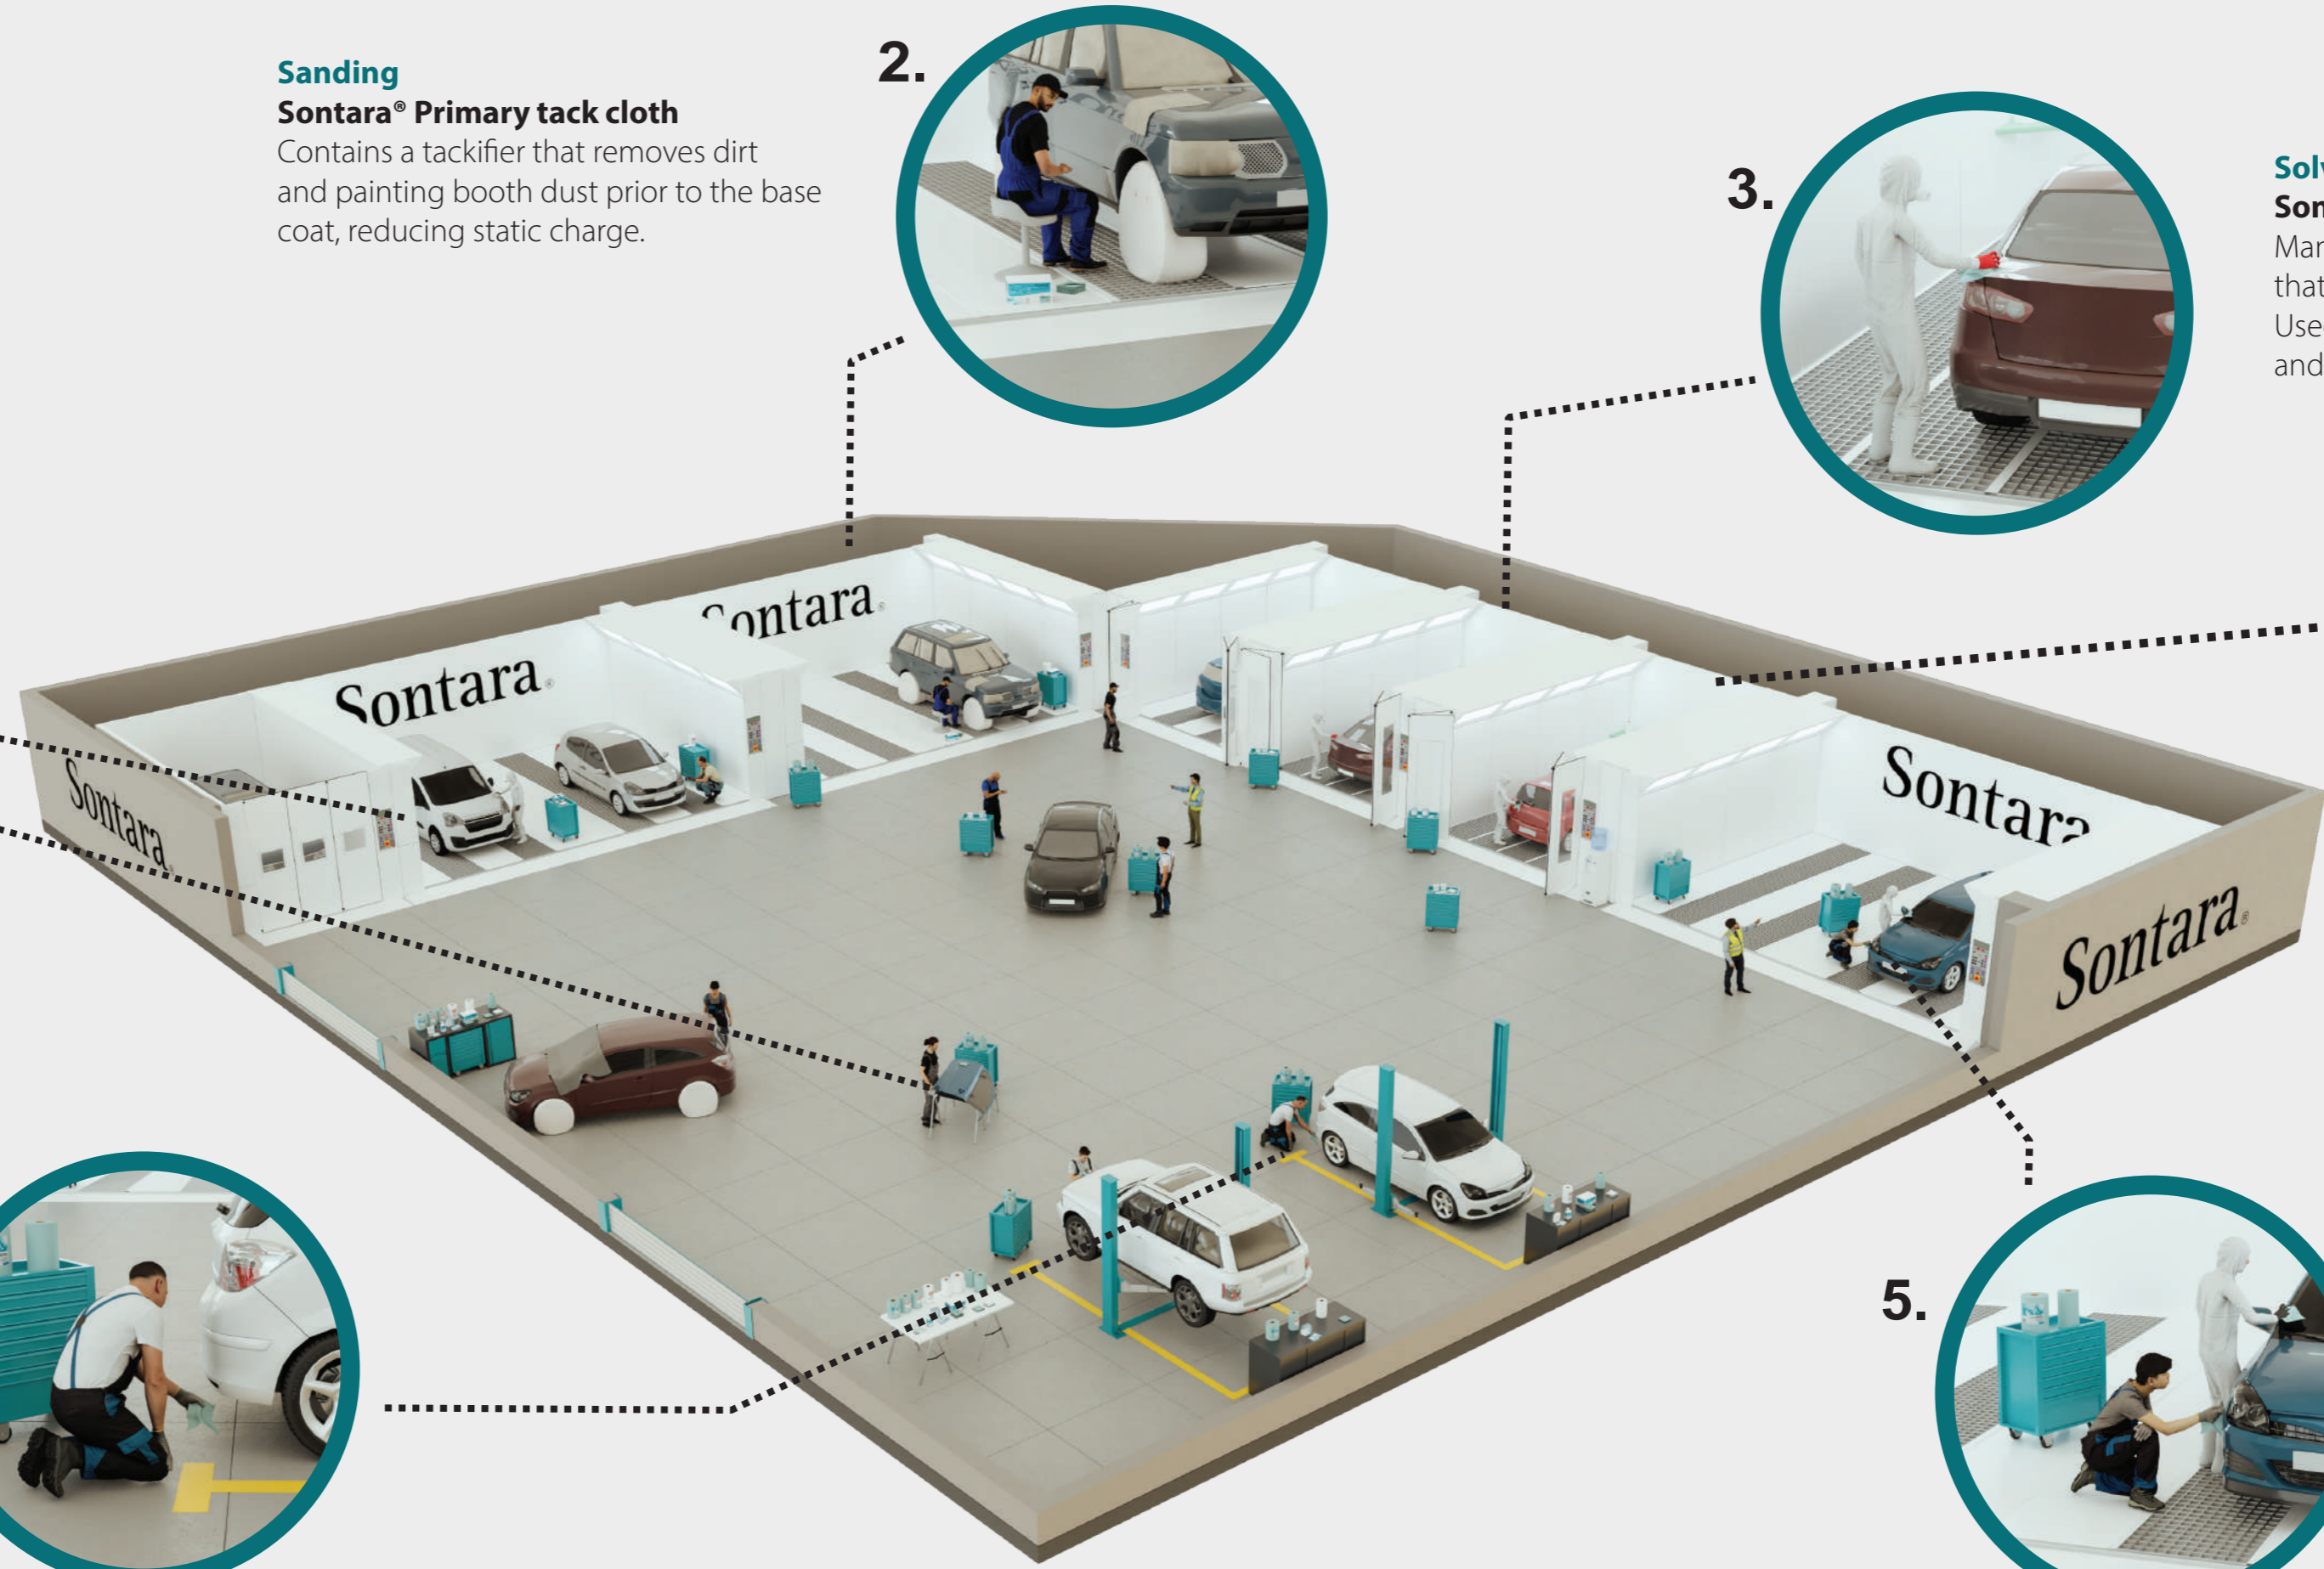 2.
Sanding
Sontara® Primary tack cloth
Contains a tackifier that removes dirt
and painting booth dust prior to the base
coat, reducing static charge.
3.
and
Sontara®
Sontara®
Sontara®
Sontara
Sontara®
5.